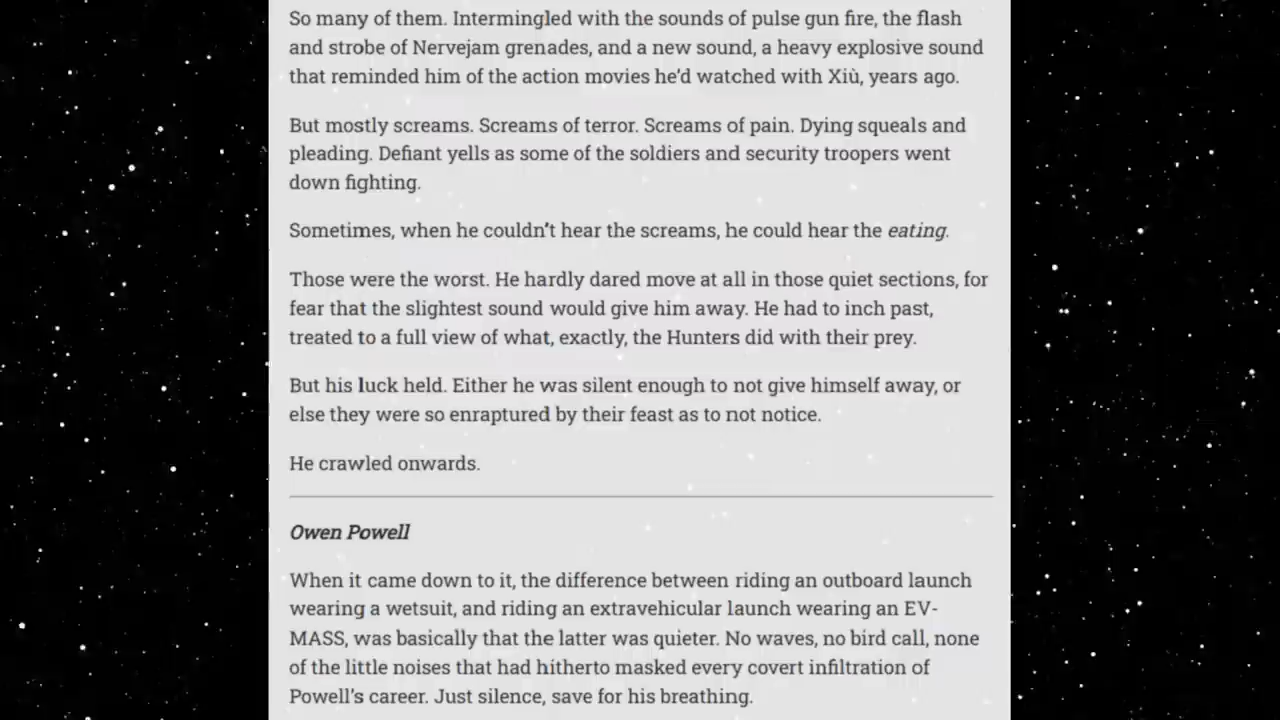 So many of them. Intermingled with the sounds of pulse gun fire, the flash
and strobe of Nervejam grenades, and a new sound, a heavy explosive sound
that reminded him of the action movies he'd watched with Xiù, years ago.
But mostly screams. Screams of terror. Screams of pain. Dying squeals and
pleading. Defiant yells as some of the soldiers and security troopers went
down fighting.
Sometimes, when he couldn't hear the screams, he could hear the eating.
Those were the worst. He hardly dared move at all in those quiet sections, for
fear that the slightest sound would give him away. He had to inch past,
treated to a full view of what, exactly, the Hunters did with their prey.
But his luck held. Either he was silent enough to not give himself away, or
else they were so enraptured by their feast as to not notice.
He crawled onwards.
Owen Powell
When it came down to it, the difference between riding an outboard launch
wearing a wetsuit, and riding an extravehicular launch wearing an EV-
MASS, was basically that the latter was quieter. No waves, no bird call, none
of the little noises that had hitherto masked every covert infiltration of
Powell's career. Just silence, save for his breathing.